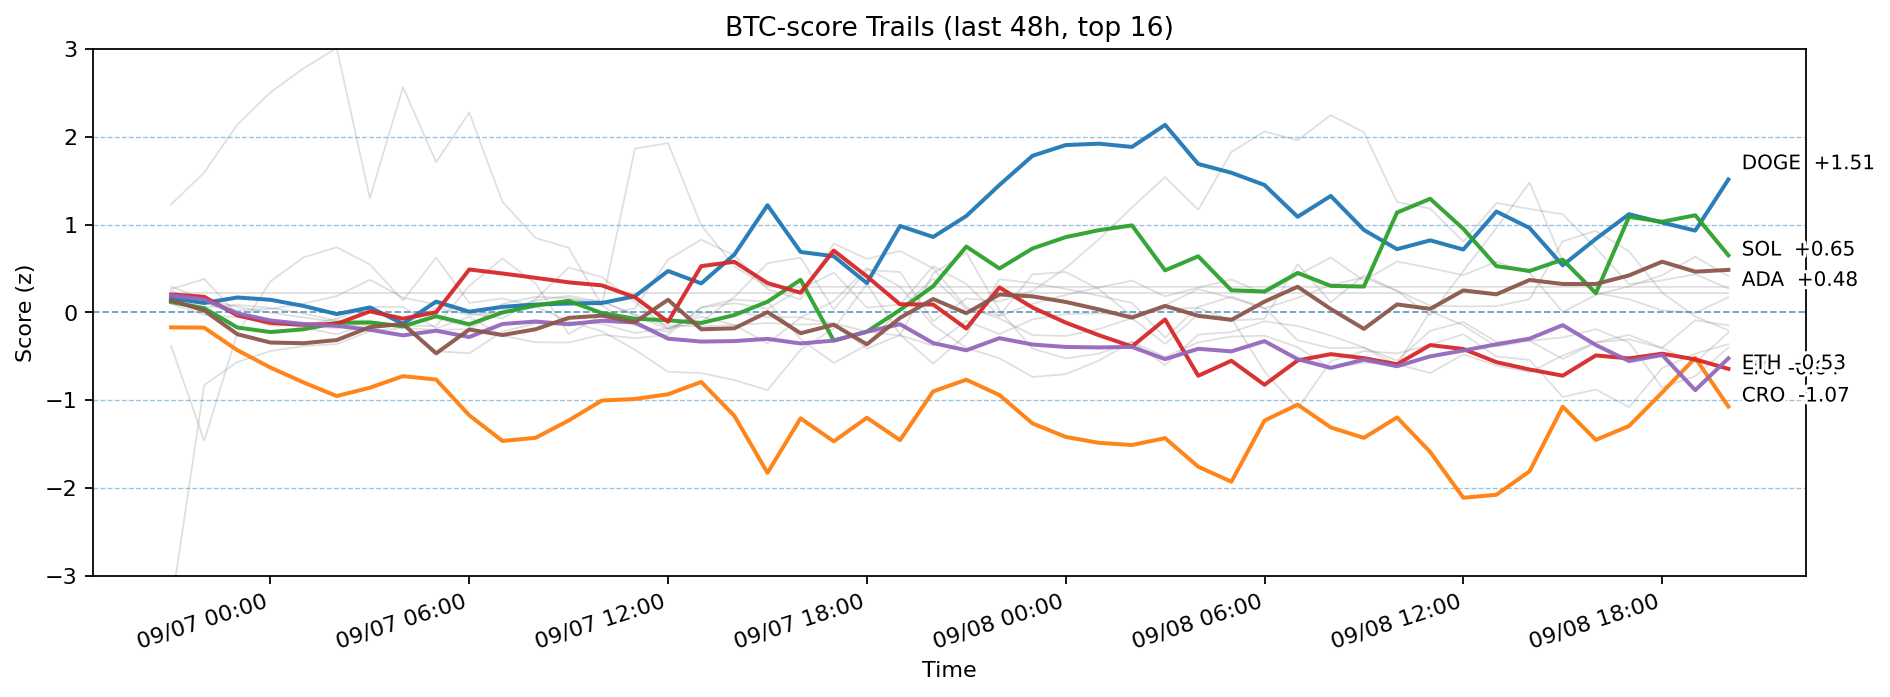 BTC-score Trails (last 48h, top 16)
Score (z)
3
2
1
0
−1
−2
−3
DOGE +1.51
SOL +0.65
ADA +0.48
ETH -0.53
CRO -1.07
09/07 00:00
09/07 06:00
09/07 12:00
09/07 18:00
09/08 00:00
09/08 06:00
09/08 12:00
09/08 18:00
Time